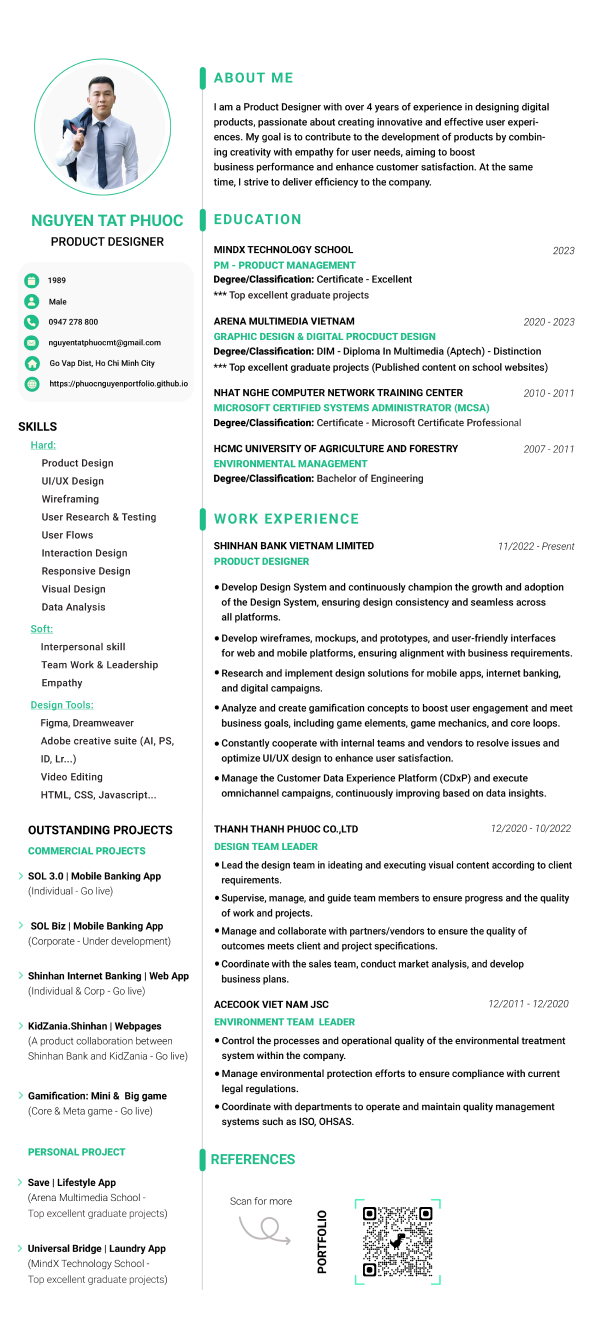 NGUYEN TAT PHUOC
PRODUCT DESIGNER
1989
Male
0947 278 800
nguyentatphuocmt@gmail.com
Go Vap Dist, Ho Chi Minh City
https://phuocnguyenportfolio.github.io
SKILLS
Hard:
Product Design
UI/UX Design
Wireframing
User Research & Testing
User Flows
Interaction Design
Responsive Design
Visual Design
Data Analysis
Soft:
Interpersonal skill
Team Work & Leadership
Empathy
Design Tools:
Figma, Dreamweaver
Adobe creative suite (AI, PS,
ID, Lr...)
Video Editing
HTML, CSS, Javascript...
OUTSTANDING PROJECTS
COMMERCIAL PROJECTS
SOL 3.0 | Mobile Banking App
(Individual - Go live)
SOL Biz | Mobile Banking App
(Corporate - Under development)
Shinhan Internet Banking | Web App
(Individual & Corp - Go live)
KidZania.Shinhan | Webpages
(A product collaboration between
Shinhan Bank and KidZania - Go live)
Gamification: Mini & Big game
(Core & Meta game - Go live)
PERSONAL PROJECT
Save | Lifestyle App
(Arena Multimedia School -
Top excellent graduate projects)
Universal Bridge | Laundry App
(MindX Technology School -
Top excellent graduate projects)
ABOUT ME
I am a Product Designer with over 4 years of experience in designing digital
products, passionate about creating innovative and effective user experi-
ences. My goal is to contribute to the development of products by combin-
ing creativity with empathy for user needs, aiming to boost
business performance and enhance customer satisfaction. At the same
time, I strive to deliver efficiency to the company.
EDUCATION
MINDX TECHNOLOGY SCHOOL 2023
PM - PRODUCT MANAGEMENT
Degree/Classification: Certificate - Excellent
*** Top excellent graduate projects
ARENA MULTIMEDIA VIETNAM 2020 - 2023
GRAPHIC DESIGN & DIGITAL PROCDUCT DESIGN
Degree/Classification: DIM - Diploma In Multimedia (Aptech) - Distinction
*** Top excellent graduate projects (Published content on school websites)
NHAT NGHE COMPUTER NETWORK TRAINING CENTER 2010 - 2011
MICROSOFT CERTIFIED SYSTEMS ADMINISTRATOR (MCSA)
Degree/Classification: Certificate - Microsoft Certificate Professional
HCMC UNIVERSITY OF AGRICULTURE AND FORESTRY 2007 - 2011
ENVIRONMENTAL MANAGEMENT
Degree/Classification: Bachelor of Engineering
WORK EXPERIENCE
SHINHAN BANK VIETNAM LIMITED 11/2022 - Present
PRODUCT DESIGNER
• Develop Design System and continuously champion the growth and adoption
of the Design System, ensuring design consistency and seamless across
all platforms.
• Develop wireframes, mockups, and prototypes, and user-friendly interfaces
for web and mobile platforms, ensuring alignment with business requirements.
• Research and implement design solutions for mobile apps, internet banking,
and digital campaigns.
• Analyze and create gamification concepts to boost user engagement and meet
business goals, including game elements, game mechanics, and core loops.
• Constantly cooperate with internal teams and vendors to resolve issues and
optimize UI/UX design to enhance user satisfaction.
• Manage the Customer Data Experience Platform (CDxP) and execute
omnichannel campaigns, continuously improving based on data insights.
THANH THANH PHUOC CO.,LTD 12/2020 - 10/2022
DESIGN TEAM LEADER
• Lead the design team in ideating and executing visual content according to client
requirements.
• Supervise, manage, and guide team members to ensure progress and the quality
of work and projects.
• Manage and collaborate with partners/vendors to ensure the quality of
outcomes meets client and project specifications.
• Coordinate with the sales team, conduct market analysis, and develop
business plans.
ACECOOK VIET NAM JSC 12/2011 - 12/2020
ENVIRONMENT TEAM LEADER
• Control the processes and operational quality of the environmental treatment
system within the company.
• Manage environmental protection efforts to ensure compliance with current
legal regulations.
• Coordinate with departments to operate and maintain quality management
systems such as ISO, OHSAS.
REFERENCES
Scan for more
PORTFOLIO